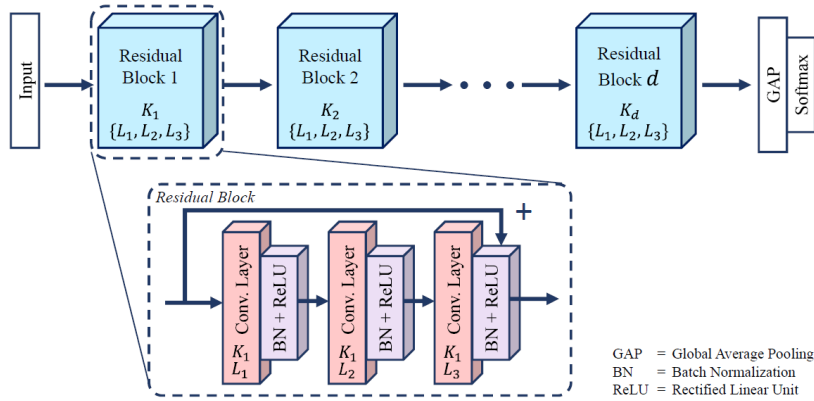 Input
Residual
Block 1
K₁
{L₁, L₂, L₃}
Residual
Block 2
K₂
{L₁, L₂, L₃}
Residual
Block d
K_d
{L₁, L₂, L₃}
GAP
Softmax
Residual Block
+
Conv. Layer
K₁
L₁
BN + ReLU
Conv. Layer
K₁
L₂
BN + ReLU
Conv. Layer
K₁
L₃
BN + ReLU
GAP = Global Average Pooling
BN = Batch Normalization
ReLU = Rectified Linear Unit